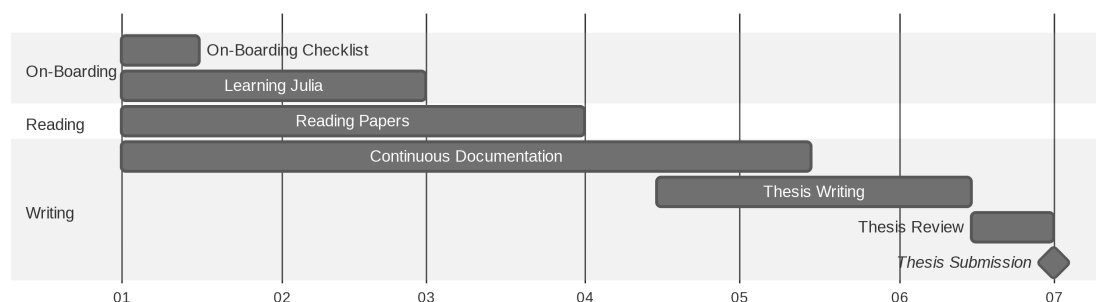 On-Boarding Checklist
On-Boarding
Learning Julia
Reading Papers
Reading
Continuous Documentation
Thesis Writing
Writing
Thesis Review
Thesis Submission
01 02 03 04 05 06 07